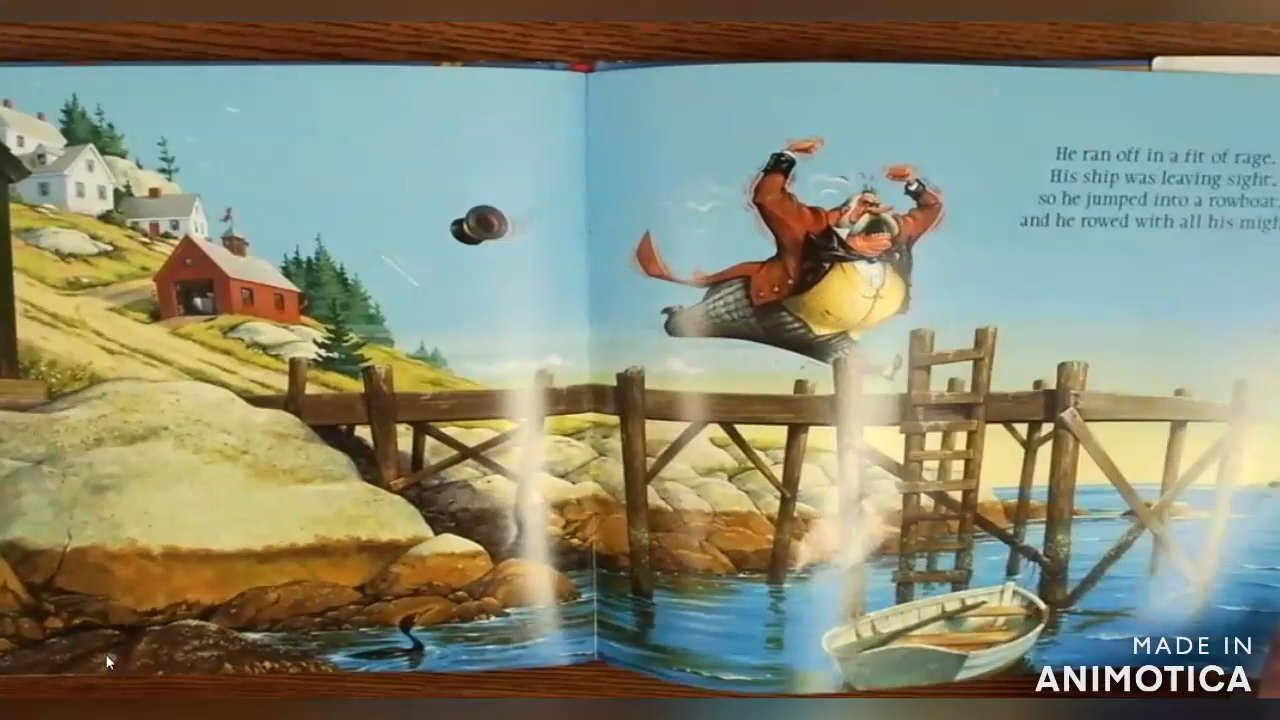 He ran off in a fit of rage.
His ship was leaving sight,
so he jumped into a rowboat
and he rowed with all his migh
MADE IN
ANIMOTICA